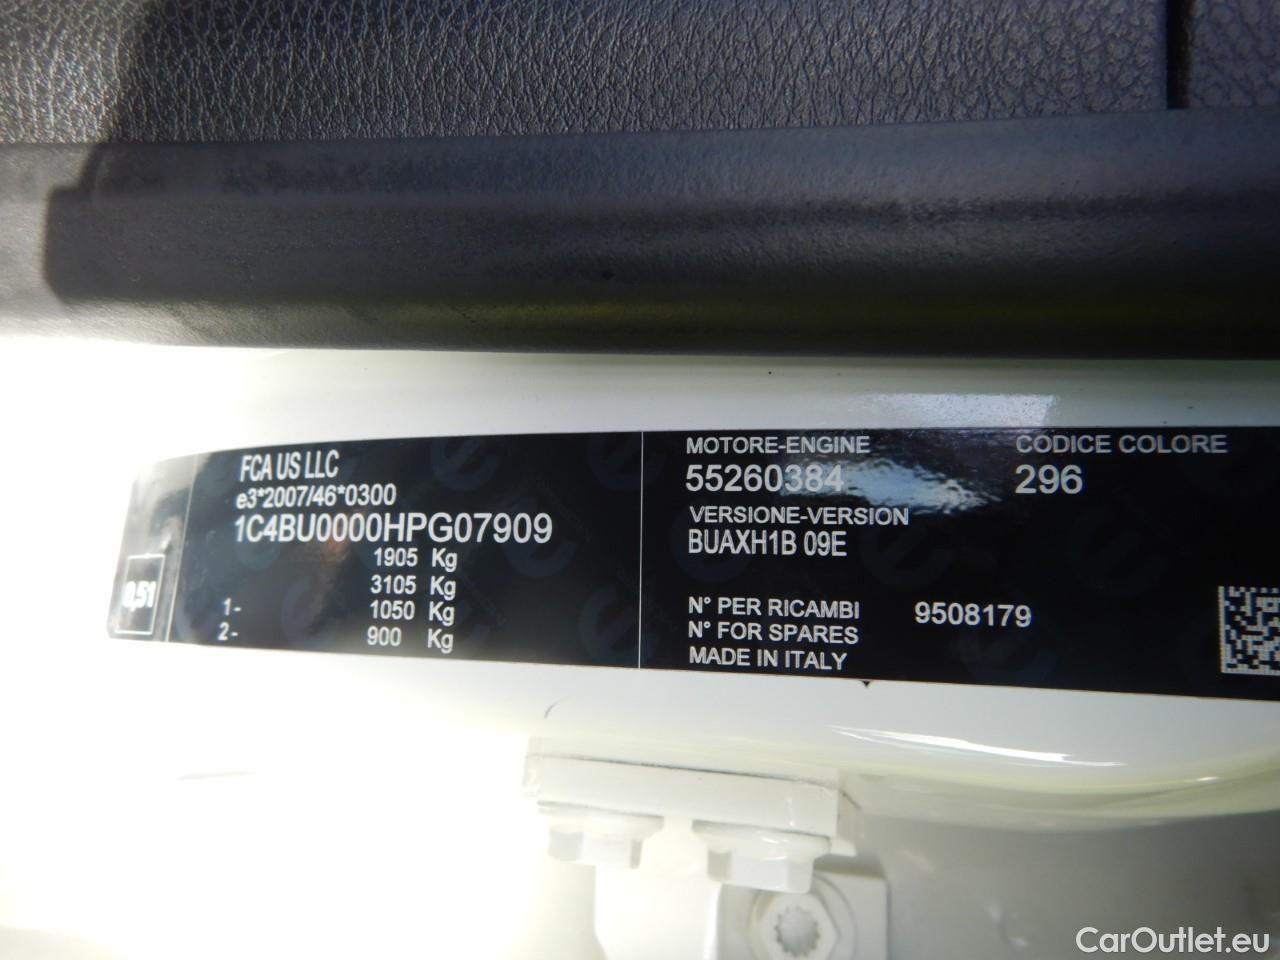 FCA US LLC
e3*2007/46*0300
1C4BU0000HPG07909
1905 Kg
3105 Kg
1- 1050 Kg
2- 900 Kg
0,51
MOTORE-ENGINE
55260384
VERSIONE-VERSION
BUAXH1B 09E
CODICE COLORE
296
N° PER RICAMBI 9508179
N° FOR SPARES
MADE IN ITALY
CarOutlet.eu